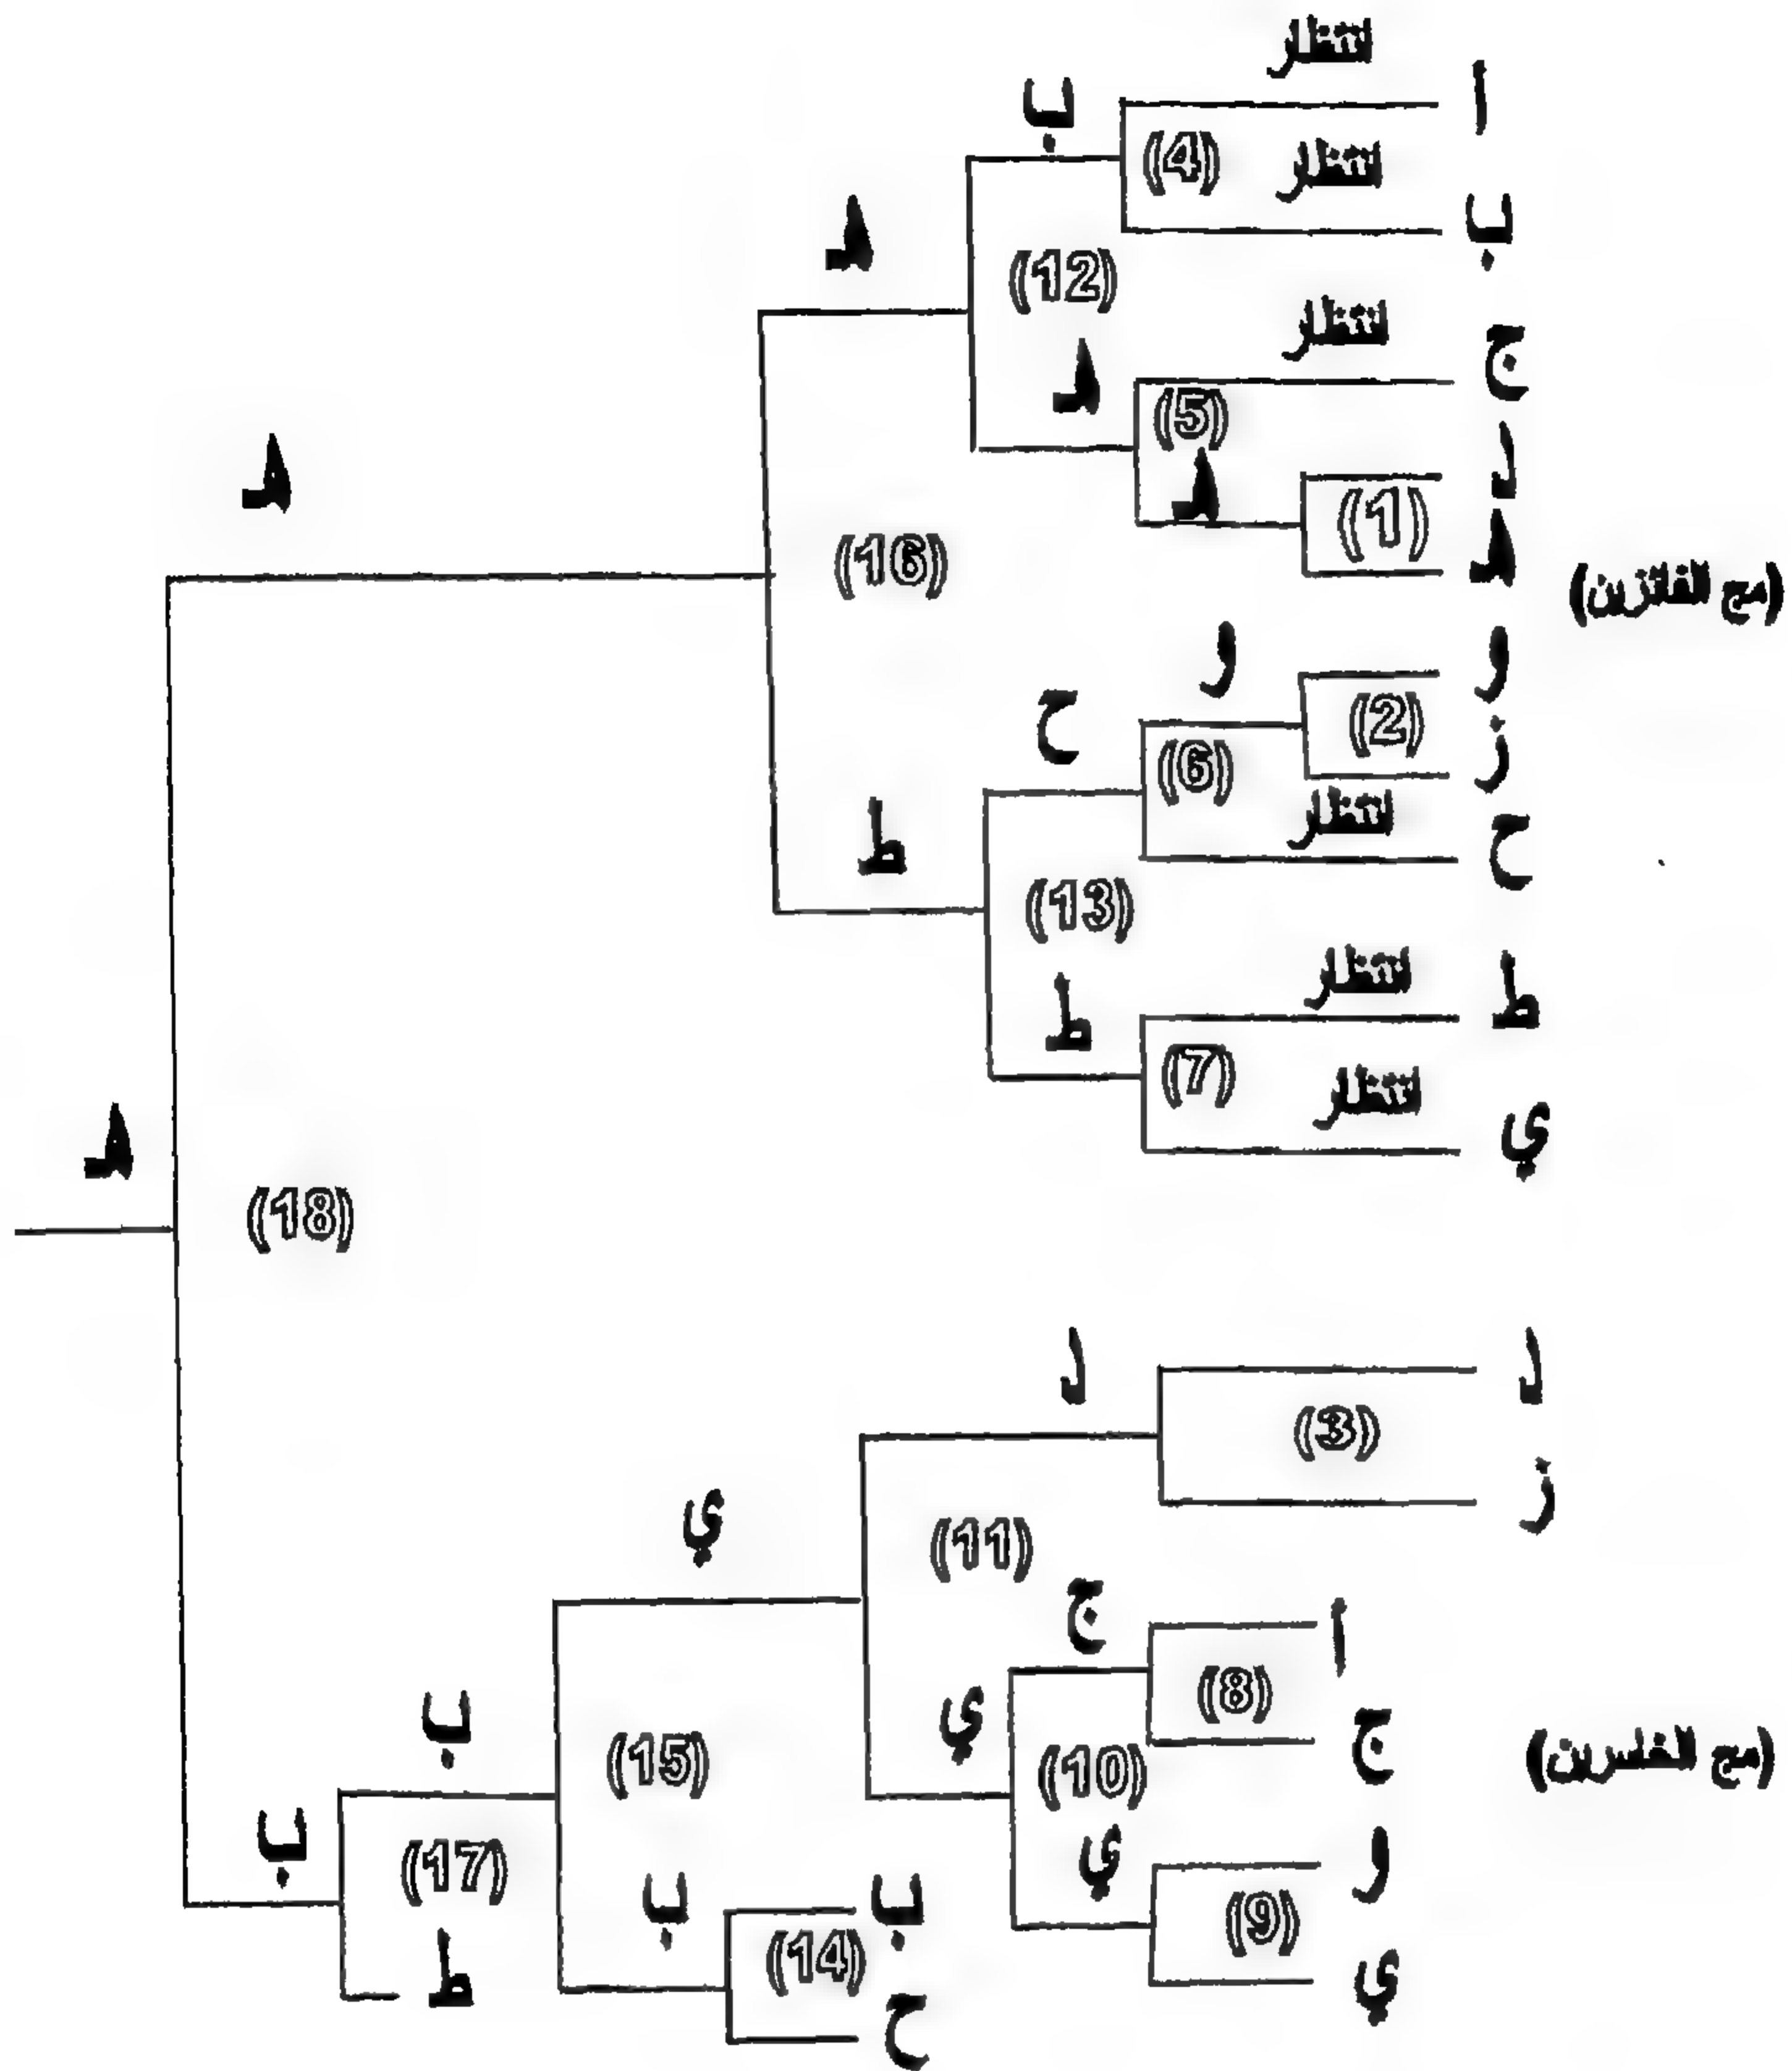 انتظار
أ
ب
(4)
انتظار
ب
هـ
(12)
انتظار
ج
هـ
(5)
د
هـ
هـ
(1)
هـ
(مج الفائزين)
(16)
و
و
(2)
ز
ح
(6)
انتظار
ح
ط
(13)
انتظار
ط
ط
(7)
انتظار
ي
هـ
(18)
د
د
(3)
ز
ي
(11)
ج
أ
(8)
ج
(مج الخاسرين)
ي
(10)
ب
(15)
ي
و
(9)
ي
ب
(17)
ب
ب
(14)
ح
ط